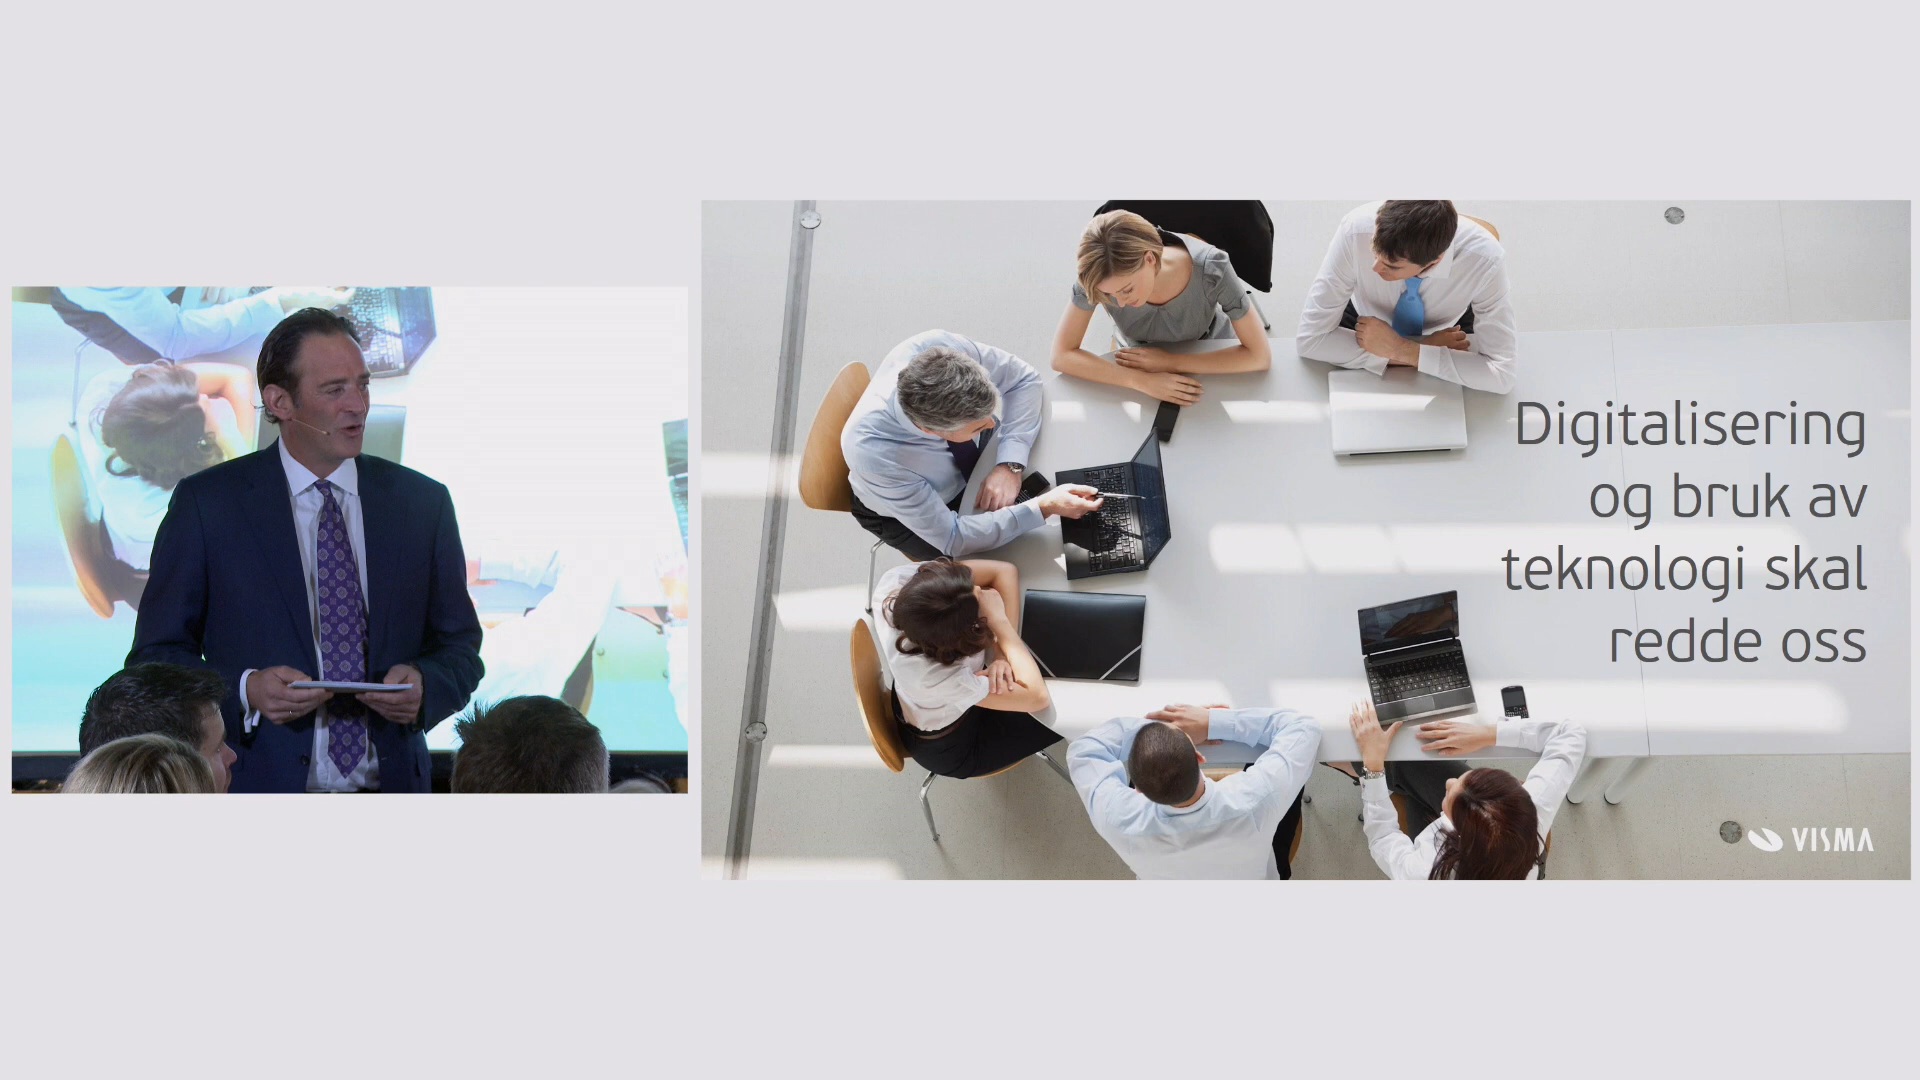 Digitalisering
og bruk av
teknologi skal
redde oss
VISMA